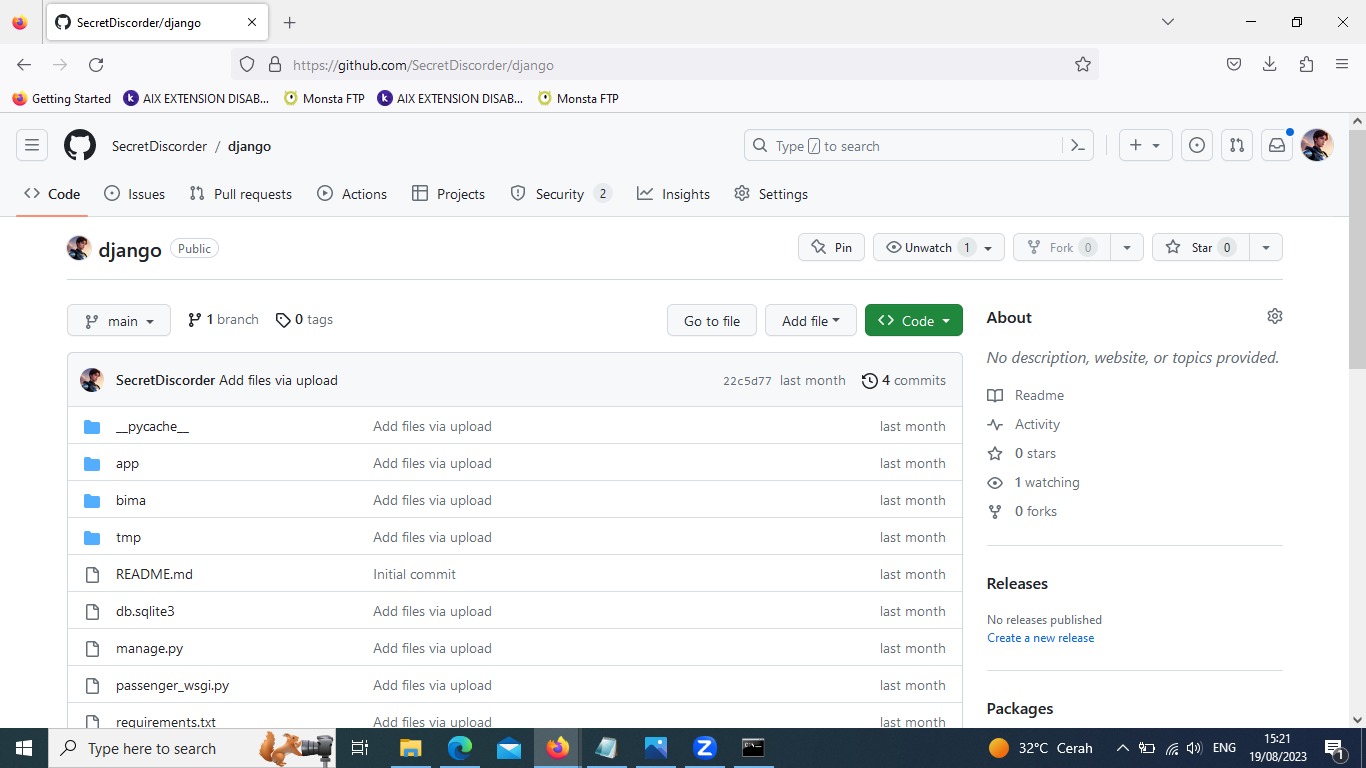 SecretDiscorder/django
https://github.com/SecretDiscorder/django
Getting Started AIX EXTENSION DISAB... Monsta FTP AIX EXTENSION DISAB... Monsta FTP
SecretDiscorder / django Type / to search
Code Issues Pull requests Actions Projects Security 2 Insights Settings
django Public Pin Unwatch 1 Fork 0 Star 0
main 1 branch 0 tags Go to file Add file Code
About
No description, website, or topics provided.
Readme
Activity
0 stars
1 watching
0 forks
Releases
No releases published
Create a new release
Packages
SecretDiscorder Add files via upload 22c5d77 last month 4 commits
__pycache__ Add files via upload last month
app Add files via upload last month
bima Add files via upload last month
tmp Add files via upload last month
README.md Initial commit last month
db.sqlite3 Add files via upload last month
manage.py Add files via upload last month
passenger_wsgi.py Add files via upload last month
requirements.txt Add files via upload last month
Type here to search 32°C Cerah ENG 15:21
19/08/2023 1